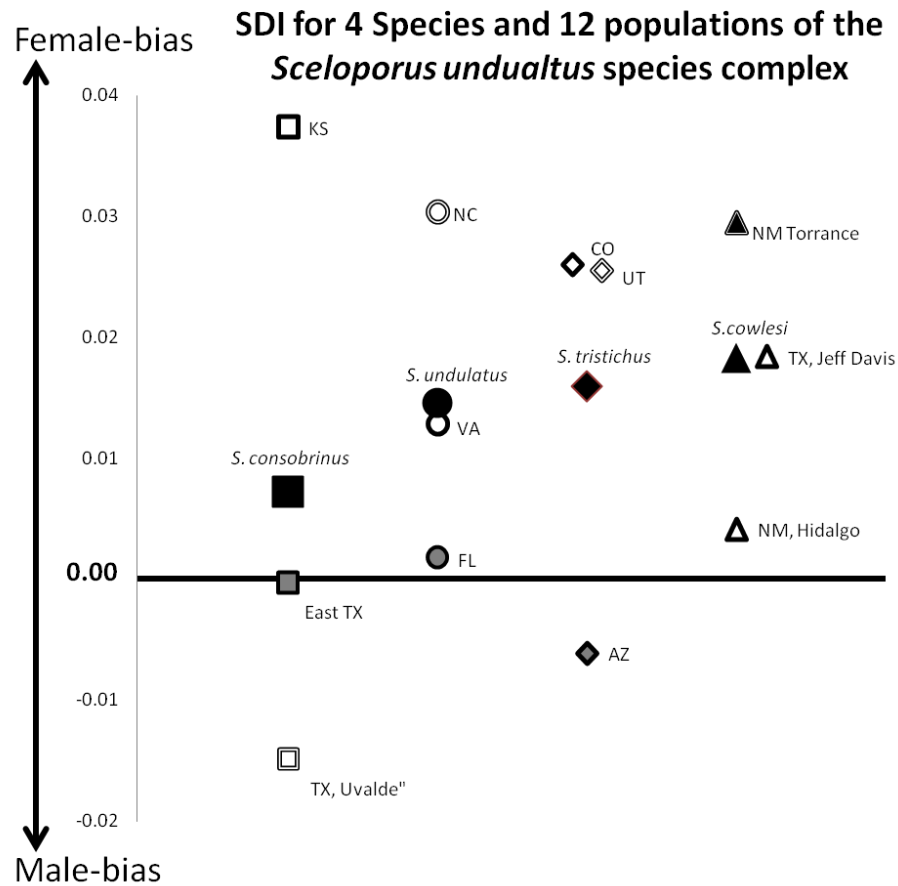 Female-bias
SDI for 4 Species and 12 populations of the
Sceloporus undualtus species complex
0.04
KS
0.03
NC
NM Torrance
CO
UT
0.02
S.cowlesi
S. tristichus
TX, Jeff Davis
S. undulatus
VA
0.01
S. consobrinus
NM, Hidalgo
FL
0.00
East TX
AZ
-0.01
TX, Uvalde"
-0.02
Male-bias